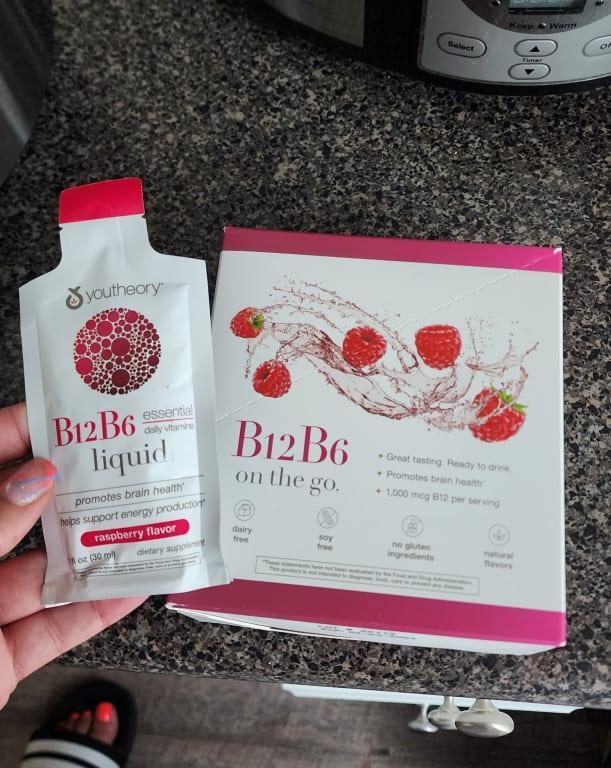 Keep Warm
Select
Timer
youtheory
B12B6 essential
daily vitamins
liquid
promotes brain health*
helps support energy production*
raspberry flavor
fl oz (30 ml) dietary supplement
B12B6
on the go.
+ Great tasting. Ready to drink.
+ Promotes brain health*
+ 1,000 mcg B12 per serving
dairy
free
soy
free
no gluten
ingredients
natural
flavors
*These statements have not been evaluated by the Food and Drug Administration.
This product is not intended to diagnose, treat, cure or prevent any disease.